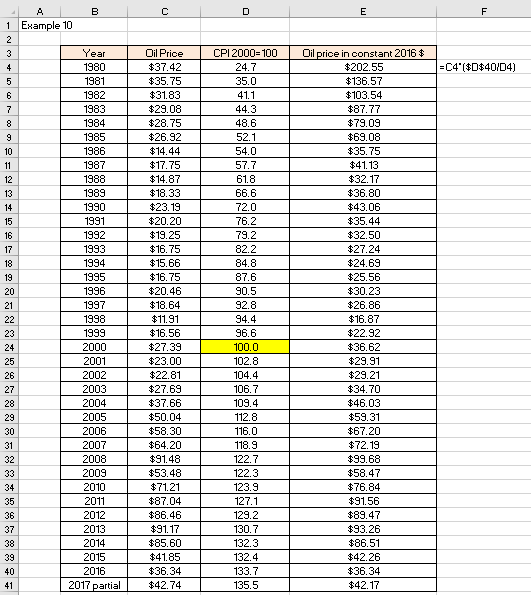 A B C D E F
1 Example 10
2
3 Year Oil Price CPI 2000=100 Oil price in constant 2016 $
4 1980 $37.42 24.7 $202.55 =C4*($D$40/D4)
5 1981 $35.75 35.0 $136.57
6 1982 $31.83 41.1 $103.54
7 1983 $29.08 44.3 $87.77
8 1984 $28.75 48.6 $79.09
9 1985 $26.92 52.1 $69.08
10 1986 $14.44 54.0 $35.75
11 1987 $17.75 57.7 $41.13
12 1988 $14.87 61.8 $32.17
13 1989 $18.33 66.6 $36.80
14 1990 $23.19 72.0 $43.06
15 1991 $20.20 76.2 $35.44
16 1992 $19.25 79.2 $32.50
17 1993 $16.75 82.2 $27.24
18 1994 $15.66 84.8 $24.69
19 1995 $16.75 87.6 $25.56
20 1996 $20.46 90.5 $30.23
21 1997 $18.64 92.8 $26.86
22 1998 $11.91 94.4 $16.87
23 1999 $16.56 96.6 $22.92
24 2000 $27.39 100.0 $36.62
25 2001 $23.00 102.8 $29.91
26 2002 $22.81 104.4 $29.21
27 2003 $27.69 106.7 $34.70
28 2004 $37.66 109.4 $46.03
29 2005 $50.04 112.8 $59.31
30 2006 $58.30 116.0 $67.20
31 2007 $64.20 118.9 $72.19
32 2008 $91.48 122.7 $99.68
33 2009 $53.48 122.3 $58.47
34 2010 $71.21 123.9 $76.84
35 2011 $87.04 127.1 $91.56
36 2012 $86.46 129.2 $89.47
37 2013 $91.17 130.7 $93.26
38 2014 $85.60 132.3 $86.51
39 2015 $41.85 132.4 $42.26
40 2016 $36.34 133.7 $36.34
41 2017 partial $42.74 135.5 $42.17